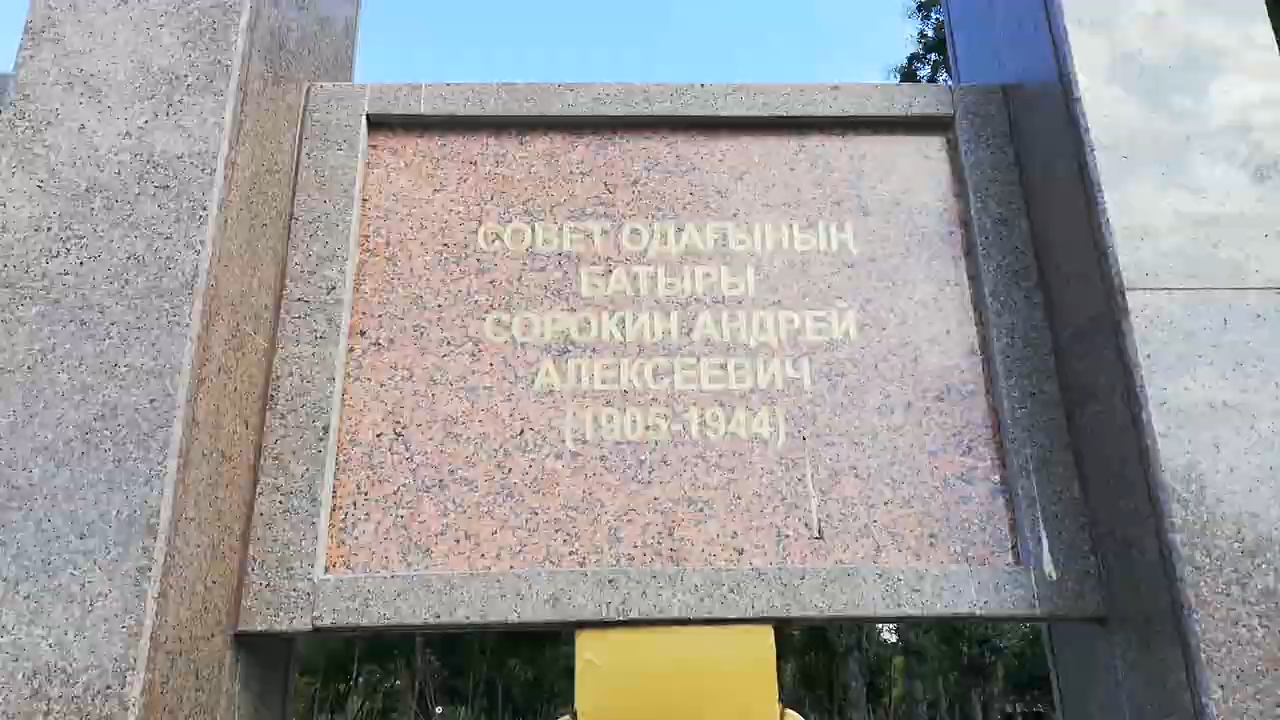 СОВЕТ ОДАҒЫНЫҢ
БАТЫРЫ
СОРОКИН АНДРЕЙ
АЛЕКСЕЕВИЧ
(1905-1944)